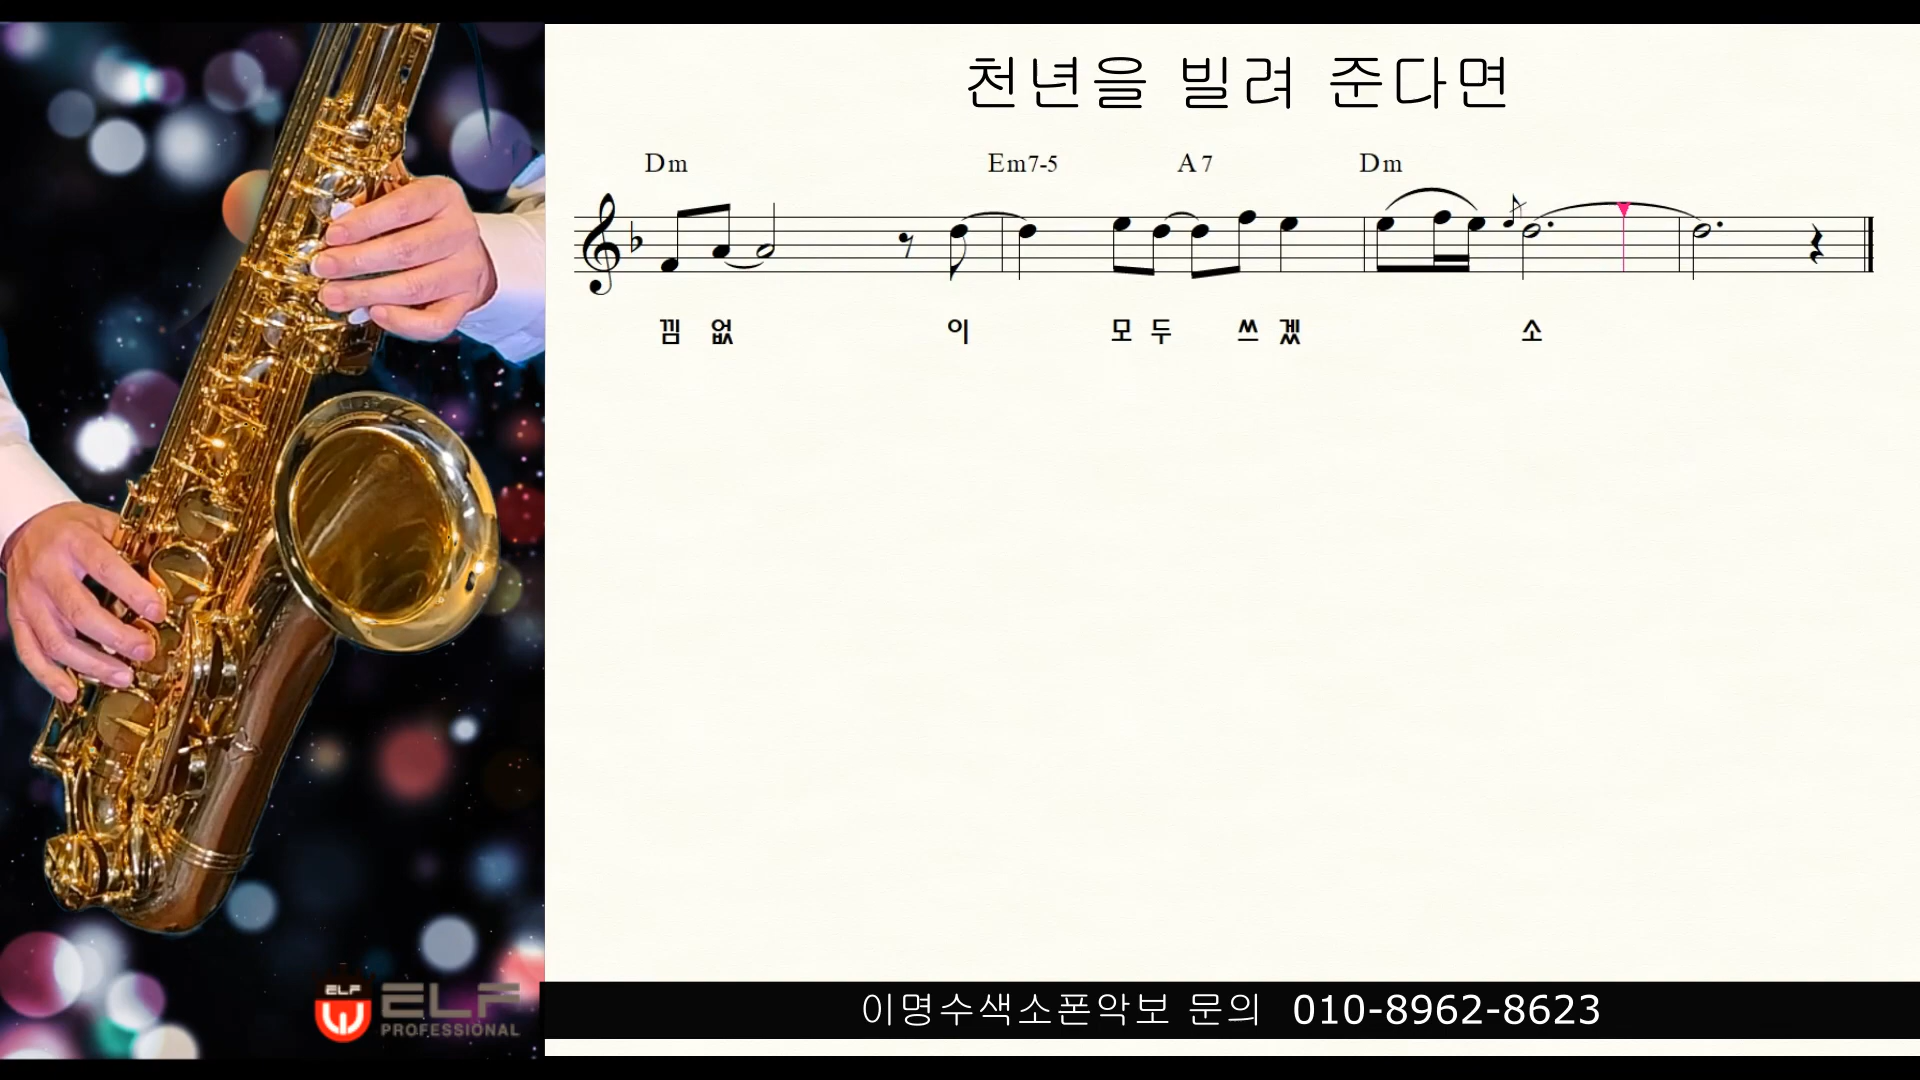 천년을 빌려 준다면
Dm Em7-5 A7 Dm
낌 없 이 모 두 쓰 겠 소
ELF ELF
PROFESSIONAL
이명수색소폰악보 문의 010-8962-8623